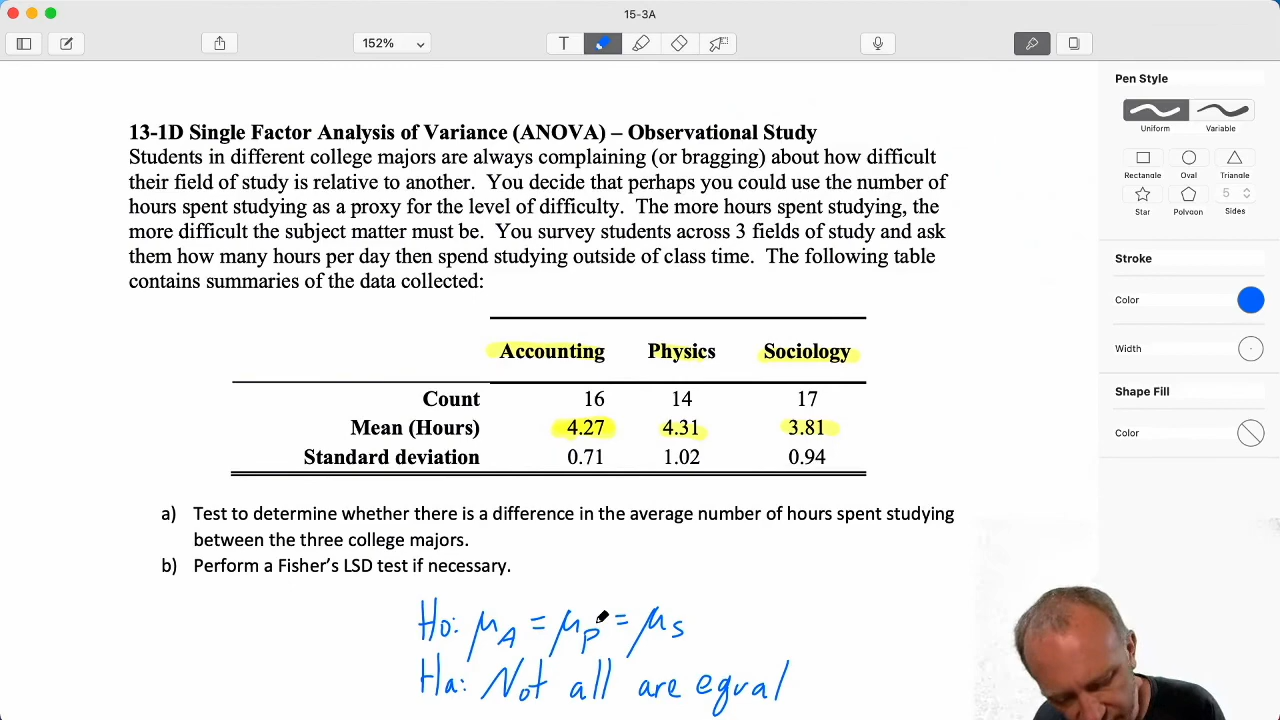 15-3A
152%
T
Pen Style
Uniform Variable
Rectangle Oval Triangle
5
Star Polygon Sides
Stroke
Color
Width
Shape Fill
Color
13-1D Single Factor Analysis of Variance (ANOVA) – Observational Study
Students in different college majors are always complaining (or bragging) about how difficult
their field of study is relative to another. You decide that perhaps you could use the number of
hours spent studying as a proxy for the level of difficulty. The more hours spent studying, the
more difficult the subject matter must be. You survey students across 3 fields of study and ask
them how many hours per day then spend studying outside of class time. The following table
contains summaries of the data collected:
Accounting Physics Sociology
Count 16 14 17
Mean (Hours) 4.27 4.31 3.81
Standard deviation 0.71 1.02 0.94
a) Test to determine whether there is a difference in the average number of hours spent studying
between the three college majors.
b) Perform a Fisher’s LSD test if necessary.
Ho: μA = μP = μS
Ha: Not all are equal